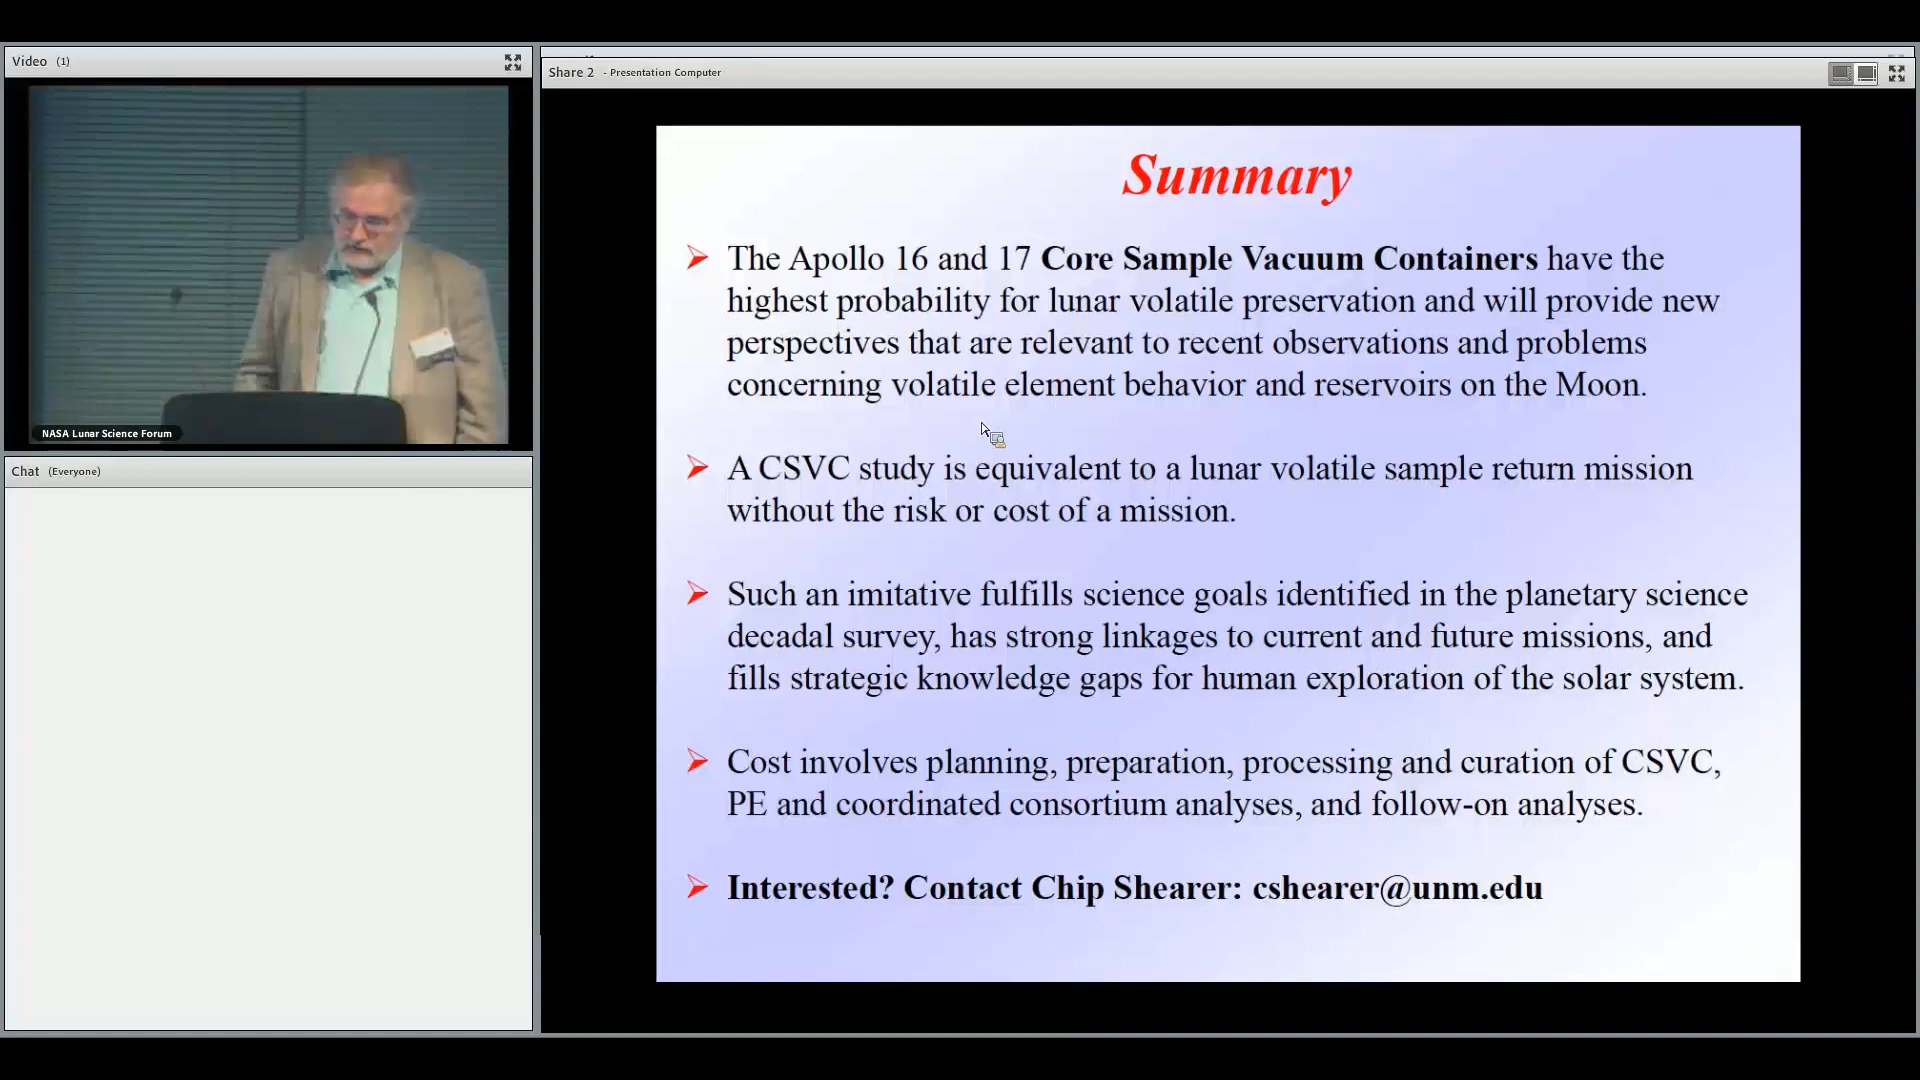 Video (1)
NASA Lunar Science Forum
Chat (Everyone)
Share 2 - Presentation Computer
Summary
The Apollo 16 and 17 Core Sample Vacuum Containers have the
highest probability for lunar volatile preservation and will provide new
perspectives that are relevant to recent observations and problems
concerning volatile element behavior and reservoirs on the Moon.
A CSVC study is equivalent to a lunar volatile sample return mission
without the risk or cost of a mission.
Such an imitative fulfills science goals identified in the planetary science
decadal survey, has strong linkages to current and future missions, and
fills strategic knowledge gaps for human exploration of the solar system.
Cost involves planning, preparation, processing and curation of CSVC,
PE and coordinated consortium analyses, and follow-on analyses.
Interested? Contact Chip Shearer: cshearer@unm.edu